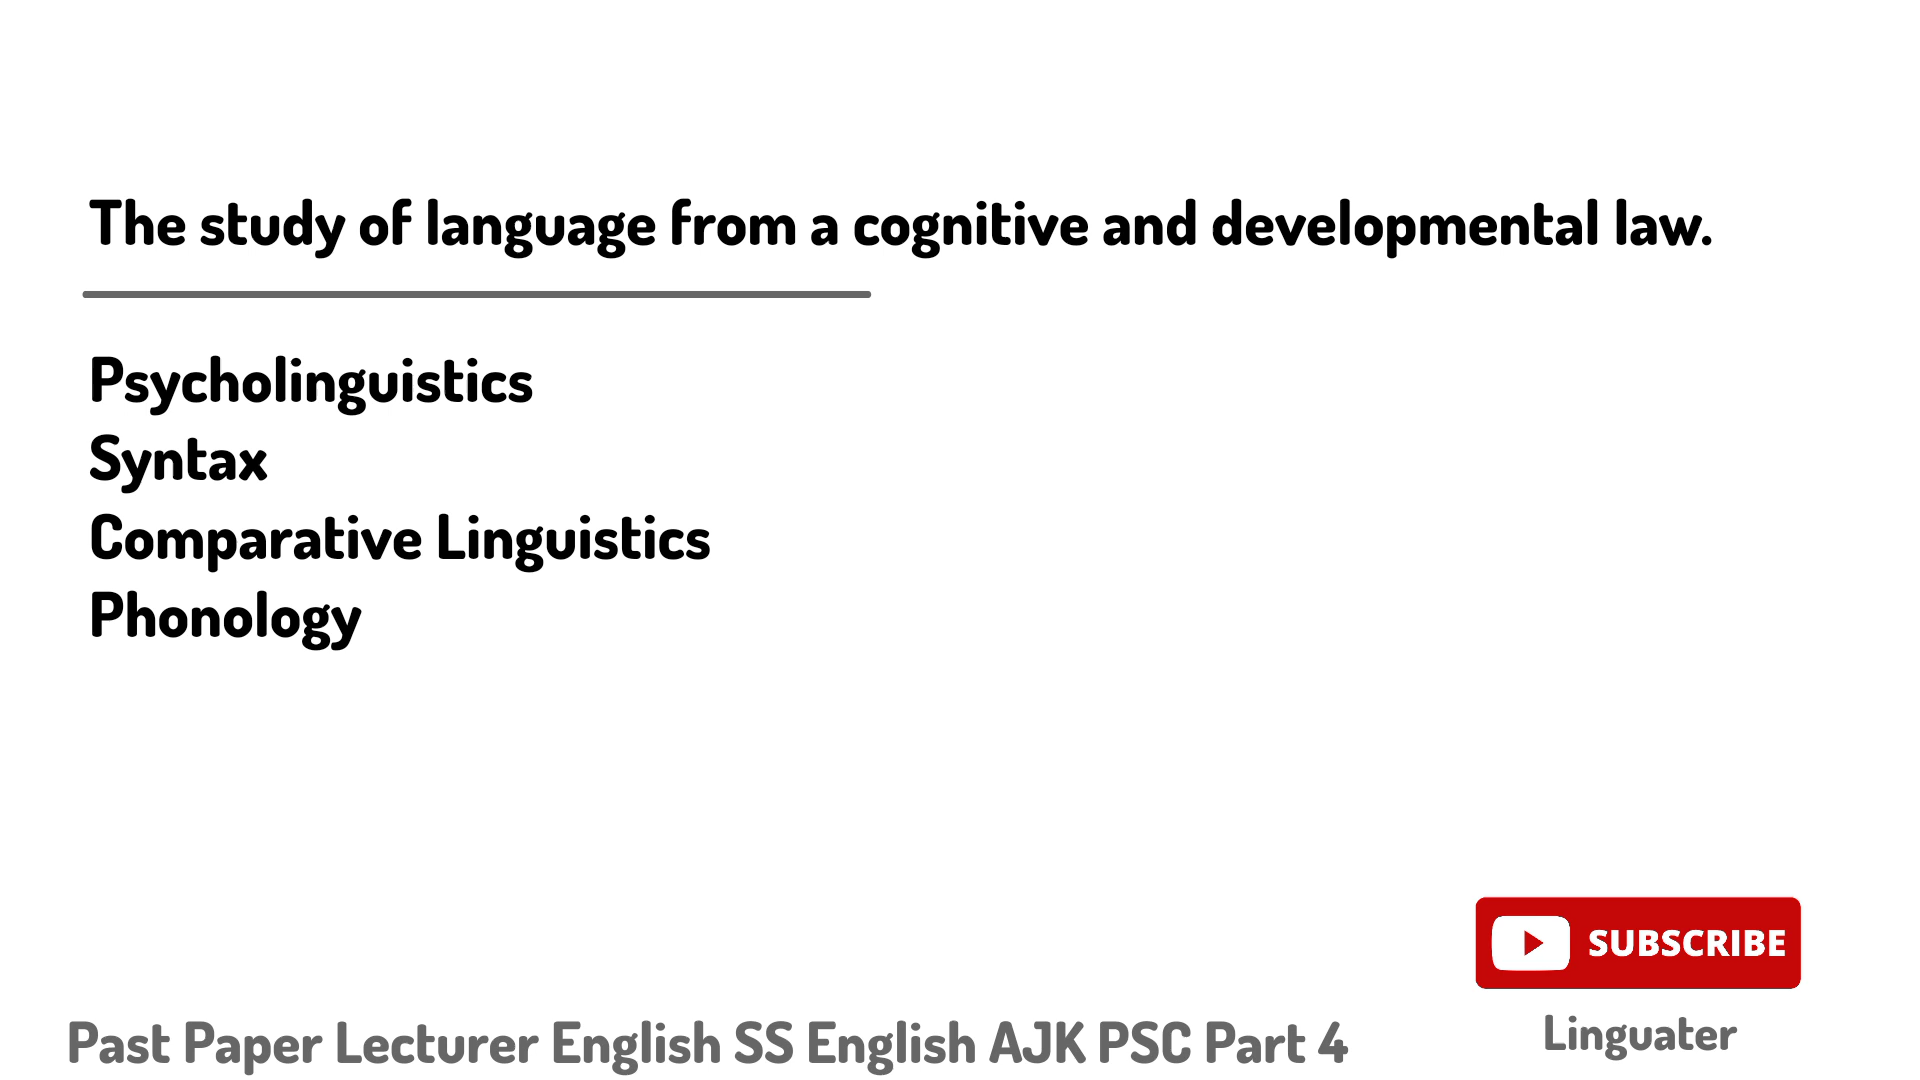 The study of language from a cognitive and developmental law.
Psycholinguistics
Syntax
Comparative Linguistics
Phonology
SUBSCRIBE
Linguater
Past Paper Lecturer English SS English AJK PSC Part 4